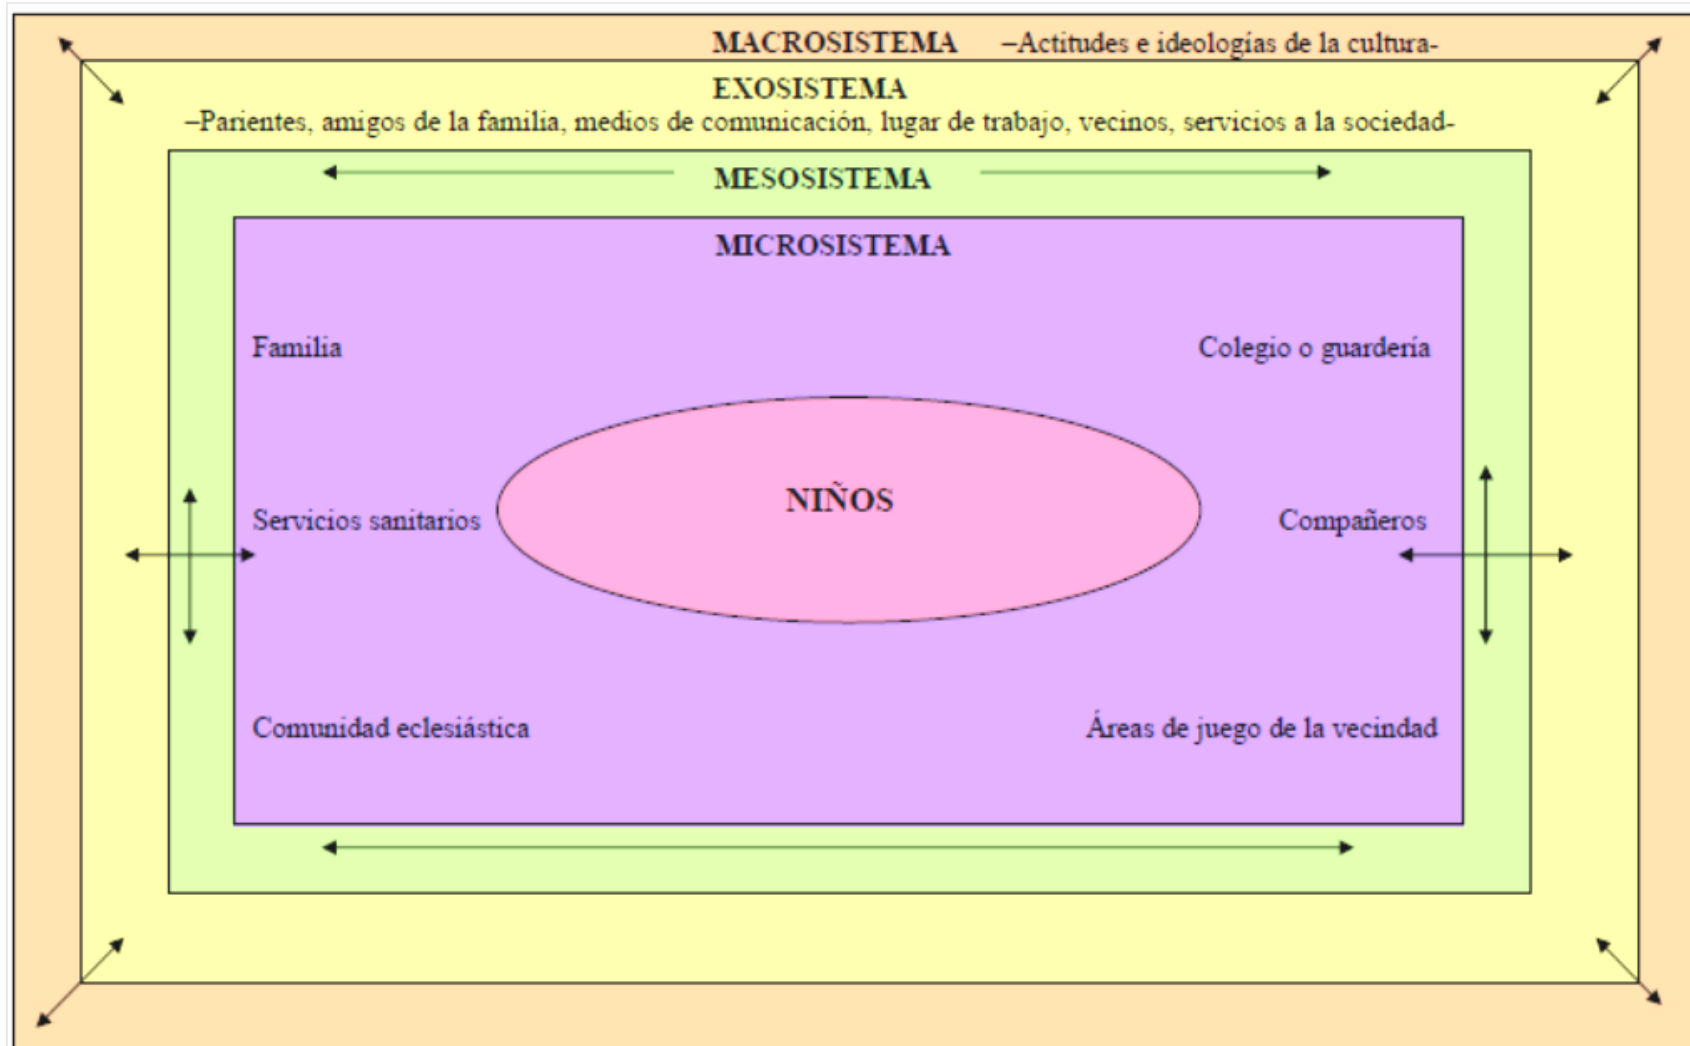 MACROSISTEMA –Actitudes e ideologías de la cultura-
EXOSISTEMA
–Parientes, amigos de la familia, medios de comunicación, lugar de trabajo, vecinos, servicios a la sociedad-
MESOSISTEMA
MICROSISTEMA
Familia
Colegio o guardería
NIÑOS
Servicios sanitarios
Compañeros
Comunidad eclesiástica
Áreas de juego de la vecindad